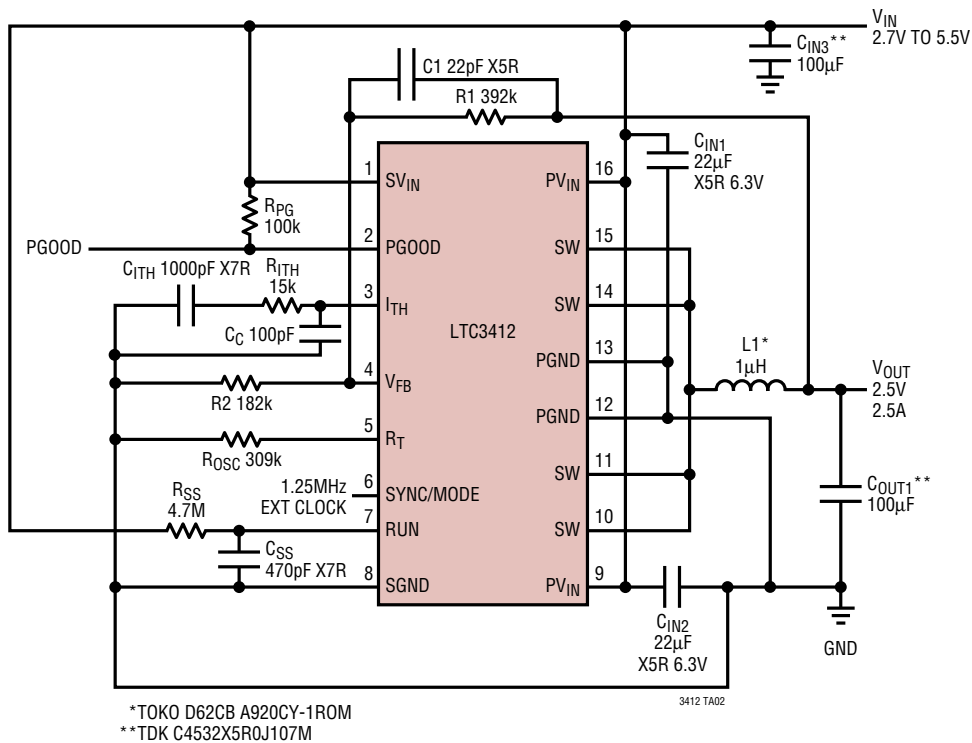 V_IN
2.7V TO 5.5V
C_IN3**
100µF
C1 22pF X5R
R1 392k
C_IN1
22µF
X5R 6.3V
1
SV_IN
PV_IN
16
R_PG
100k
PGOOD
2
PGOOD
SW
15
C_ITH 1000pF X7R
R_ITH
15k
3
I_TH
SW
14
C_C 100pF
LTC3412
PGND
13
L1*
1µH
V_OUT
2.5V
2.5A
4
V_FB
R2 182k
PGND
12
5
R_T
R_OSC 309k
SW
11
1.25MHz
EXT CLOCK
6
SYNC/MODE
C_OUT1**
100µF
R_SS
4.7M
7
RUN
SW
10
C_SS
470pF X7R
8
SGND
PV_IN
9
C_IN2
22µF
X5R 6.3V
GND
3412 TA02
*TOKO D62CB A920CY-1ROM
**TDK C4532X5R0J107M